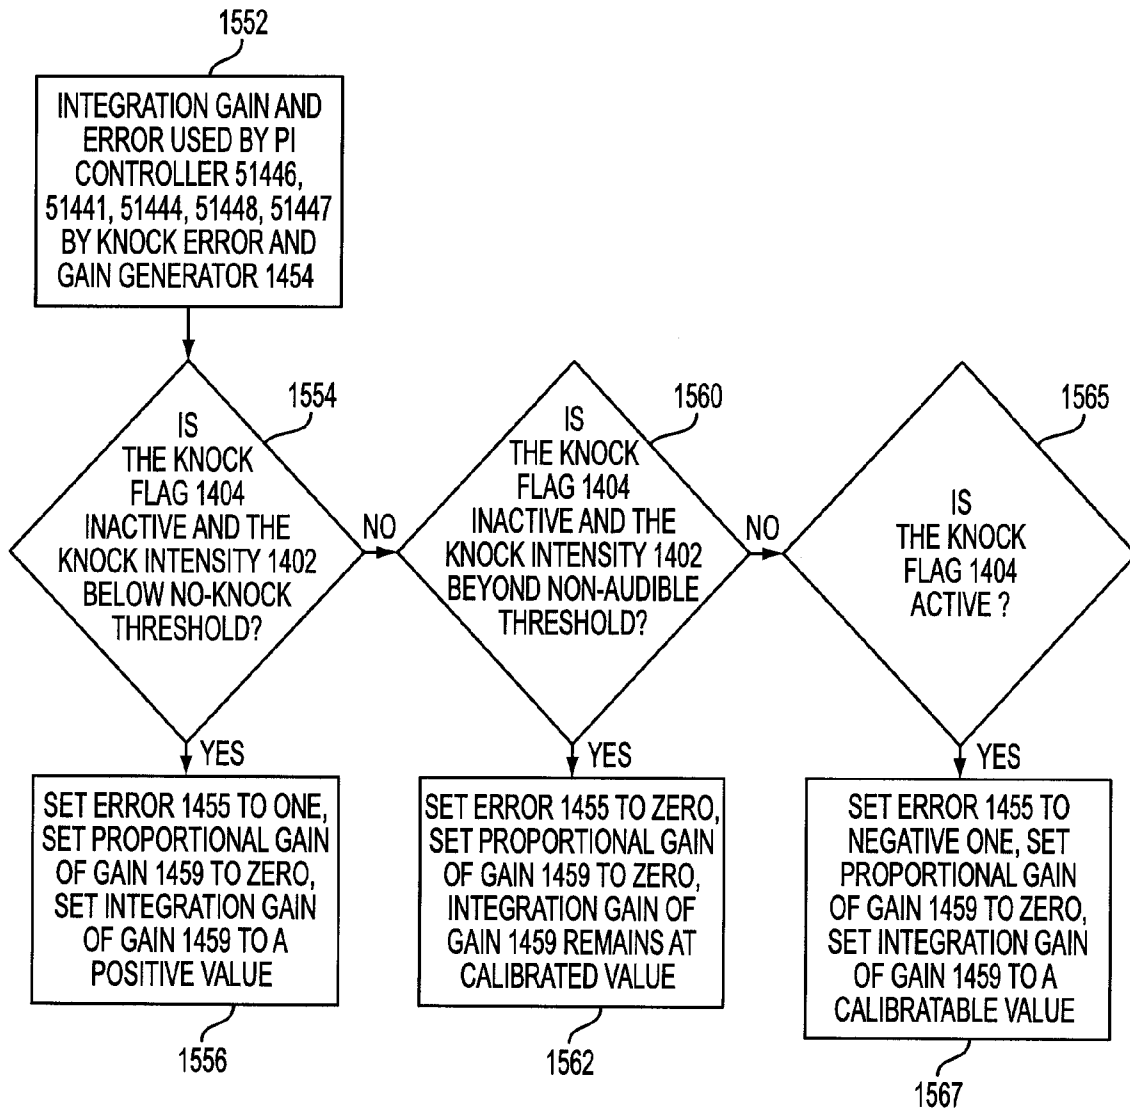 1552
INTEGRATION GAIN AND
ERROR USED BY PI
CONTROLLER 51446,
51441, 51444, 51448, 51447
BY KNOCK ERROR AND
GAIN GENERATOR 1454
1554
IS
THE KNOCK
FLAG 1404
INACTIVE AND THE
KNOCK INTENSITY 1402
BELOW NO-KNOCK
THRESHOLD?
NO
YES
1560
IS
THE KNOCK
FLAG 1404
INACTIVE AND THE
KNOCK INTENSITY 1402
BEYOND NON-AUDIBLE
THRESHOLD?
NO
YES
1565
IS
THE KNOCK
FLAG 1404
ACTIVE ?
YES
SET ERROR 1455 TO ONE,
SET PROPORTIONAL GAIN
OF GAIN 1459 TO ZERO,
SET INTEGRATION GAIN
OF GAIN 1459 TO A
POSITIVE VALUE
1556
SET ERROR 1455 TO ZERO,
SET PROPORTIONAL GAIN
OF GAIN 1459 TO ZERO,
INTEGRATION GAIN OF
GAIN 1459 REMAINS AT
CALIBRATED VALUE
1562
SET ERROR 1455 TO
NEGATIVE ONE, SET
PROPORTIONAL GAIN
OF GAIN 1459 TO ZERO,
SET INTEGRATION GAIN
OF GAIN 1459 TO A
CALIBRATABLE VALUE
1567